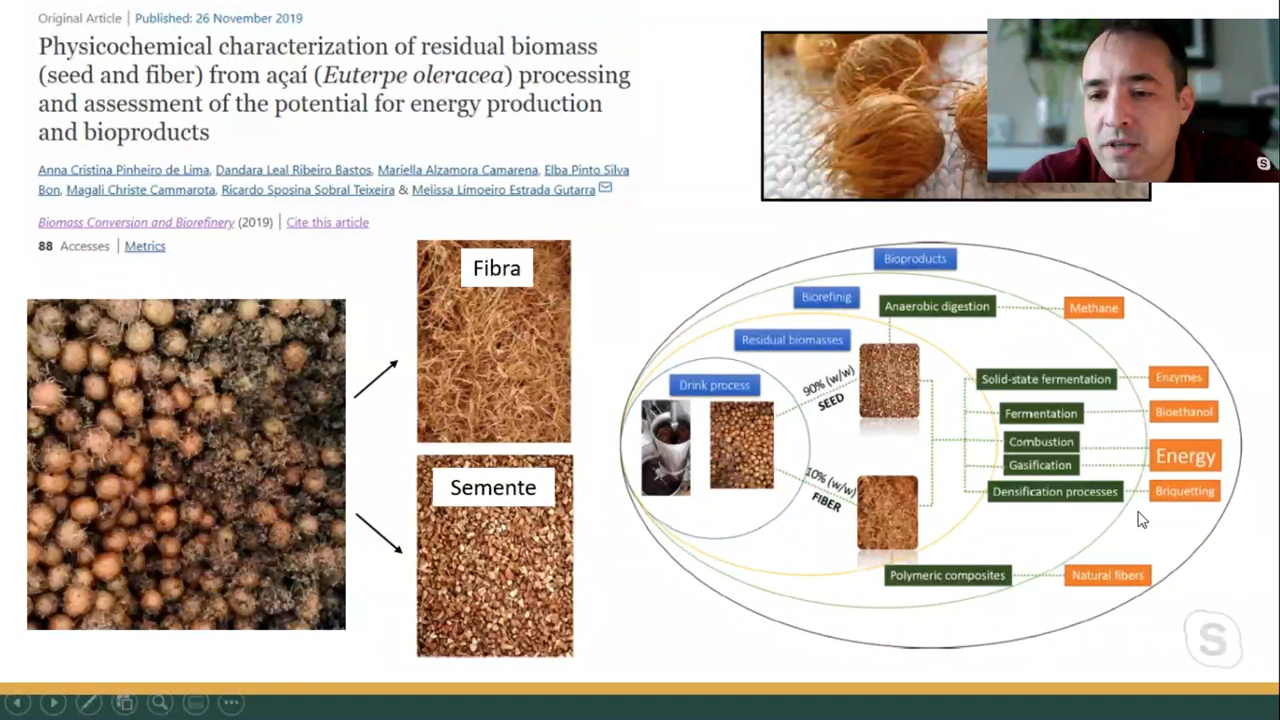 Original Article | Published: 26 November 2019
Physicochemical characterization of residual biomass
(seed and fiber) from açaí (Euterpe oleracea) processing
and assessment of the potential for energy production
and bioproducts
Anna Cristina Pinheiro de Lima, Dandara Leal Ribeiro Bastos, Mariella Alzamora Camarena, Elba Pinto Silva
Bon, Magali Christe Cammarota, Ricardo Sposina Sobral Teixeira & Melissa Limoeiro Estrada Gutarra
Biomass Conversion and Biorefinery (2019) | Cite this article
88 Accesses | Metrics
Fibra
Semente
Bioproducts
Biorefinig
Anaerobic digestion
Methane
Residual biomasses
Drink process
90% (w/w)
SEED
Solid-state fermentation
Enzymes
Fermentation
Bioethanol
Combustion
Energy
Gasification
10% (w/w)
FIBER
Densification processes
Briquetting
Polymeric composites
Natural fibers
S
S